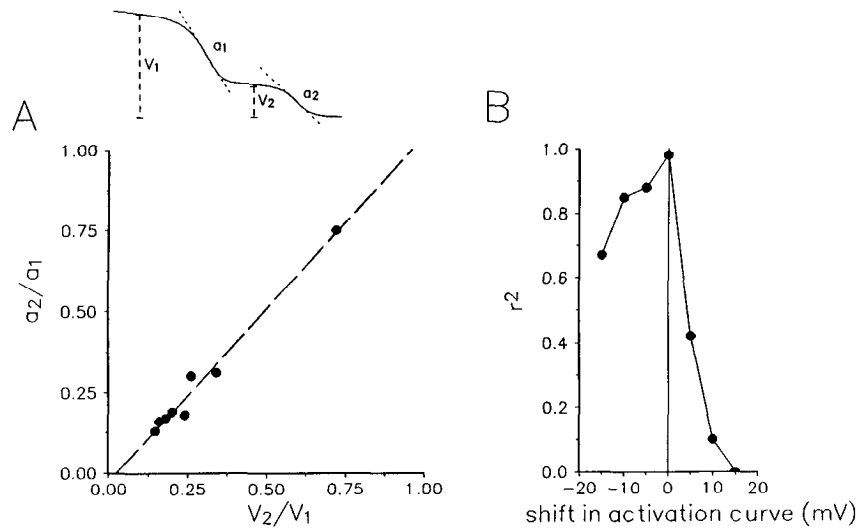 a1
V1
V2
a2
A
B
1.00
0.75
0.50
0.25
0.00
a2/a1
0.00 0.25 0.50 0.75 1.00
V2/V1
1.0
0.8
0.6
0.4
0.2
0.0
r2
−20 −10 0 10 20
shift in activation curve (mV)